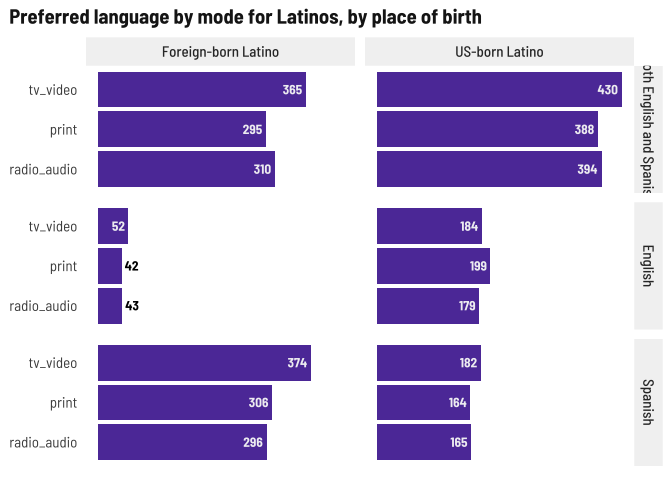 Preferred language by mode for Latinos, by place of birth
Foreign-born Latino US-born Latino
tv_video 365 430
print 295 388
radio_audio 310 394
oth English and Spanis
tv_video 52 184
print 42 199
radio_audio 43 179
English
tv_video 374 182
print 306 164
radio_audio 296 165
Spanish